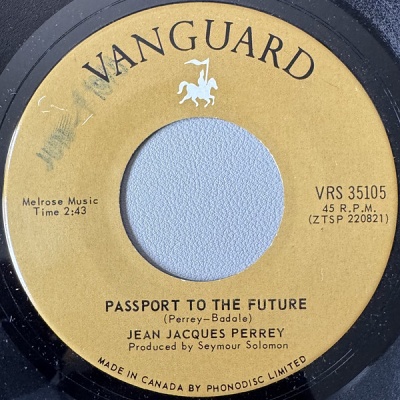 VANGUARD
Melrose Music
Time 2:43
VRS 35105
45 R.P.M.
(ZTSP 220821)
PASSPORT TO THE FUTURE
(Perrey-Badale)
JEAN JACQUES PERREY
Produced by Seymour Solomon
MADE IN CANADA BY PHONODISC LIMITED